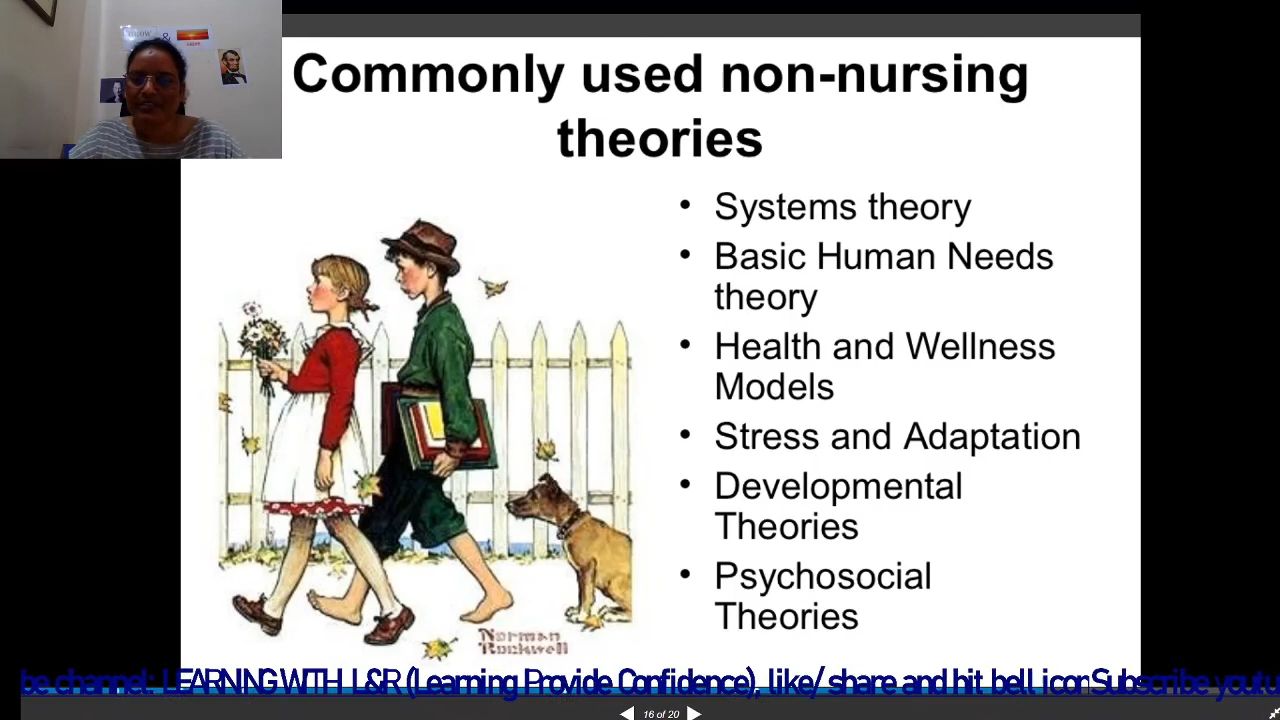 Commonly used non-nursing
theories
• Systems theory
• Basic Human Needs
theory
• Health and Wellness
Models
• Stress and Adaptation
• Developmental
Theories
• Psychosocial
Theories
Norman
Rockwell
be channel: LEARNING WITH L&R (Learning Provide Confidence), like/ share and hit bell icon Subscribe youtu
16 of 20